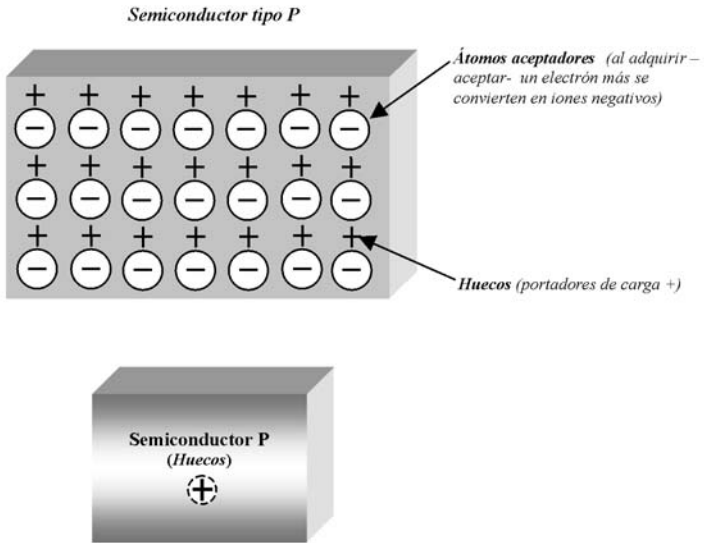 Semiconductor tipo P
Átomos aceptadores (al adquirir –
aceptar- un electrón más se
convierten en iones negativos)
+ + + + + + +
− − − − − − −
+ + + + + + +
− − − − − − −
+ + + + + + +
− − − − − − −
Huecos (portadores de carga +)
Semiconductor P
(Huecos)
+